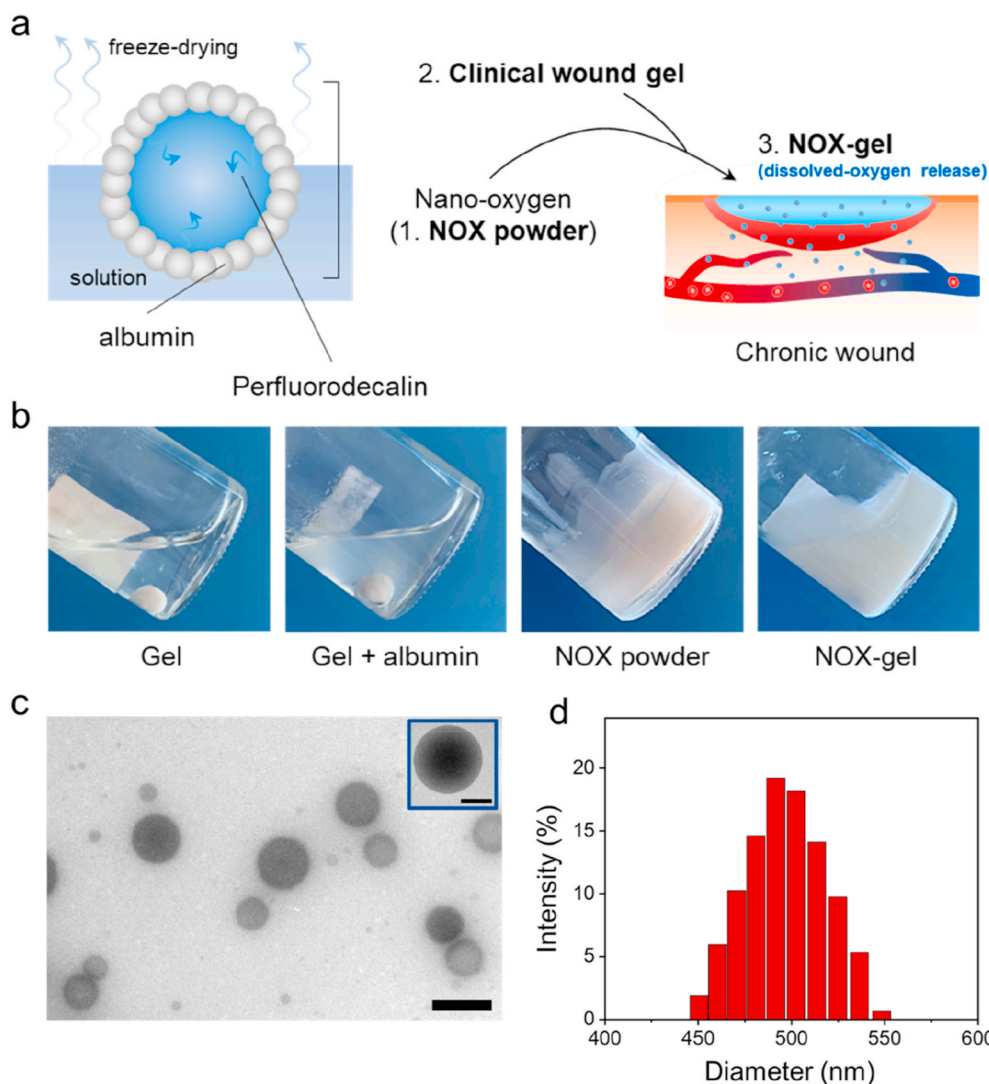 a
freeze-drying
solution
albumin
Perfluorodecalin
2. Clinical wound gel
Nano-oxygen
(1. NOX powder)
3. NOX-gel
(dissolved-oxygen release)
Chronic wound
b
Gel
Gel + albumin
NOX powder
NOX-gel
c
d
Intensity (%)
20
15
10
5
0
400
450
500
550
600
Diameter (nm)